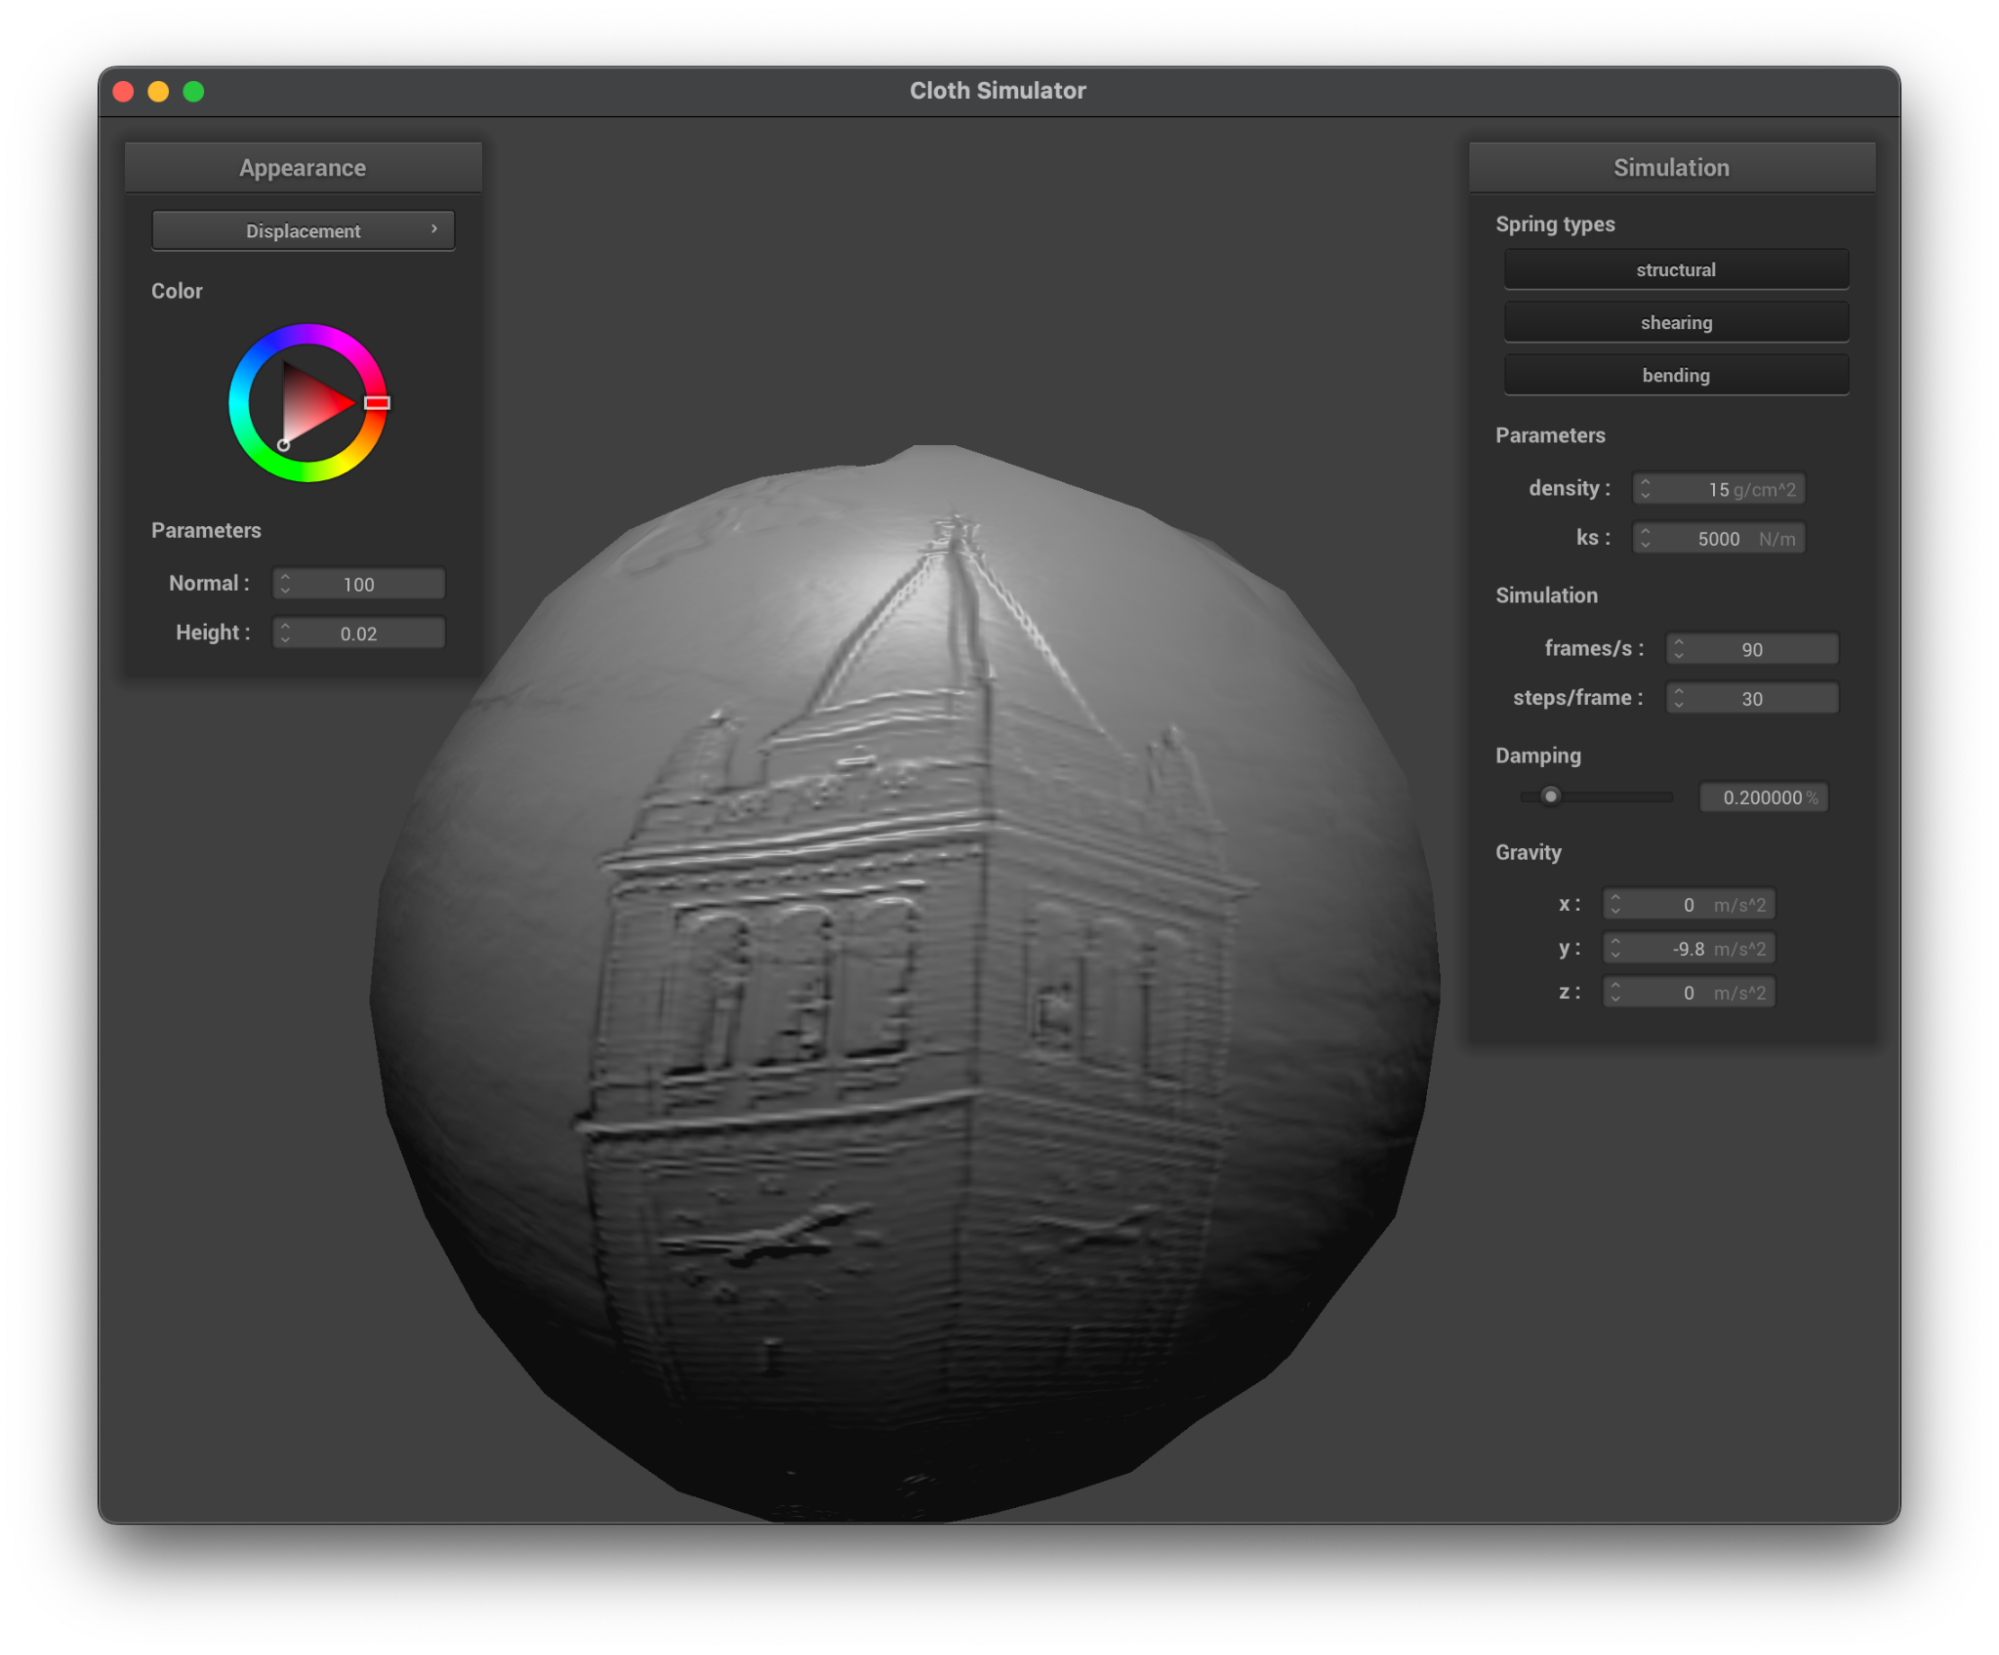 Cloth Simulator
Appearance
Displacement
Color
Parameters
Normal : 100
Height : 0.02
Simulation
Spring types
structural
shearing
bending
Parameters
density : 15 g/cm^2
ks : 5000 N/m
Simulation
frames/s : 90
steps/frame : 30
Damping
0.200000 %
Gravity
x : 0 m/s^2
y : -9.8 m/s^2
z : 0 m/s^2